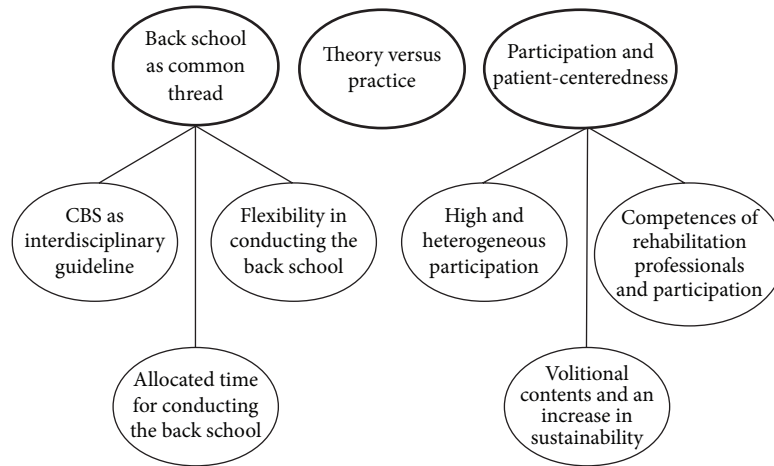 Back school
as common
thread
Theory versus
practice
Participation and
patient-centeredness
CBS as
interdisciplinary
guideline
Flexibility in
conducting the
back school
High and
heterogeneous
participation
Competences of
rehabilitation
professionals
and participation
Allocated time
for conducting
the back school
Volitional
contents and an
increase in
sustainability